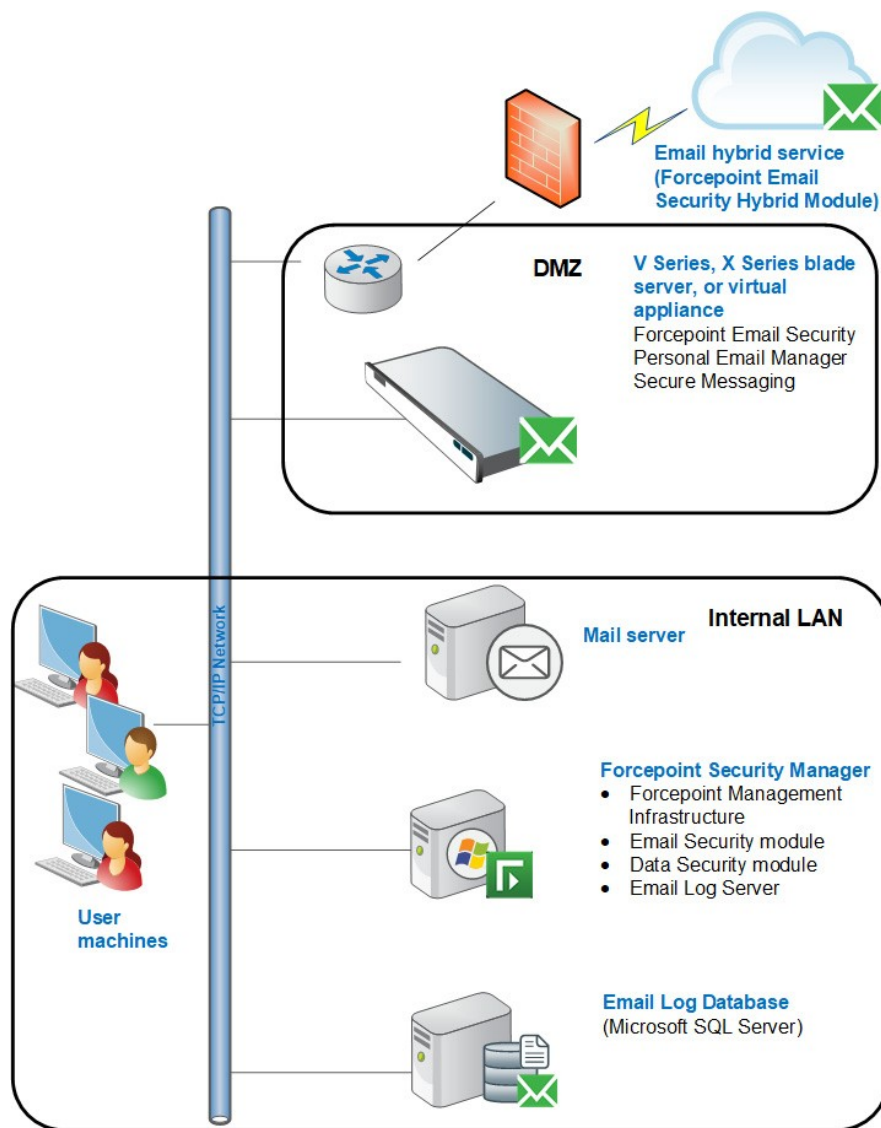 Email hybrid service
(Forcepoint Email
Security Hybrid Module)
DMZ
V Series, X Series blade
server, or virtual
appliance
Forcepoint Email Security
Personal Email Manager
Secure Messaging
TCP/IP Network
Internal LAN
Mail server
Forcepoint Security Manager
• Forcepoint Management
Infrastructure
• Email Security module
• Data Security module
• Email Log Server
User
machines
Email Log Database
(Microsoft SQL Server)